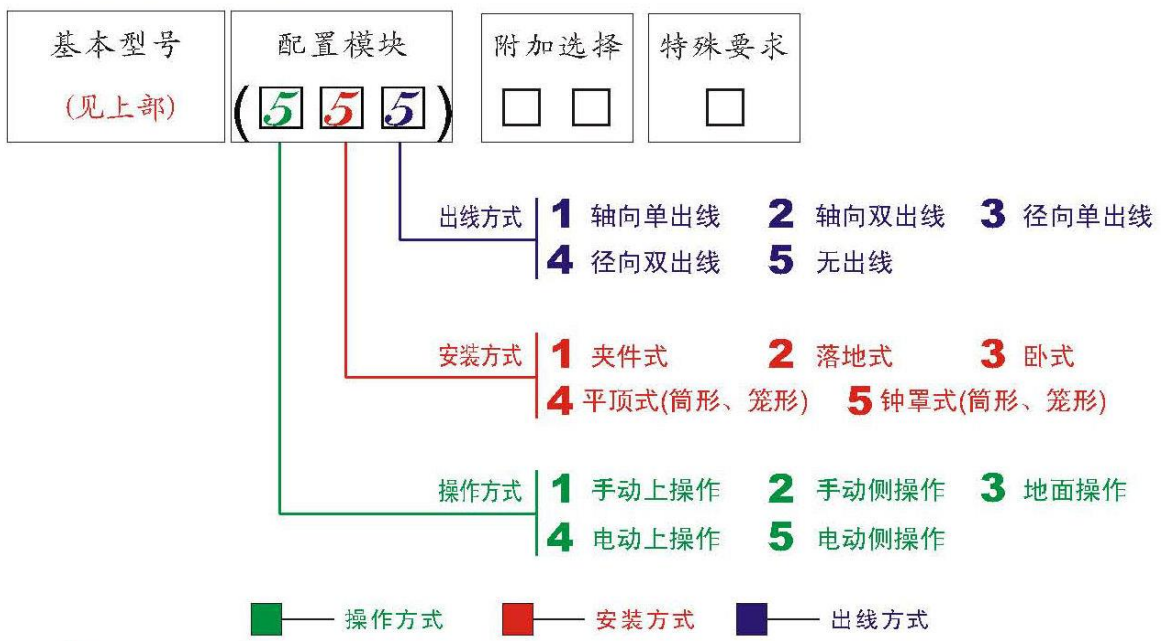 基本型号 配置模块 附加选择 特殊要求
(见上部) (5 5 5) □ □ □
出线方式 1 轴向单出线 2 轴向双出线 3 径向单出线
4 径向双出线 5 无出线
安装方式 1 夹件式 2 落地式 3 卧式
4 平顶式(筒形、笼形) 5 钟罩式(筒形、笼形)
操作方式 1 手动上操作 2 手动侧操作 3 地面操作
4 电动上操作 5 电动侧操作
操作方式 安装方式 出线方式